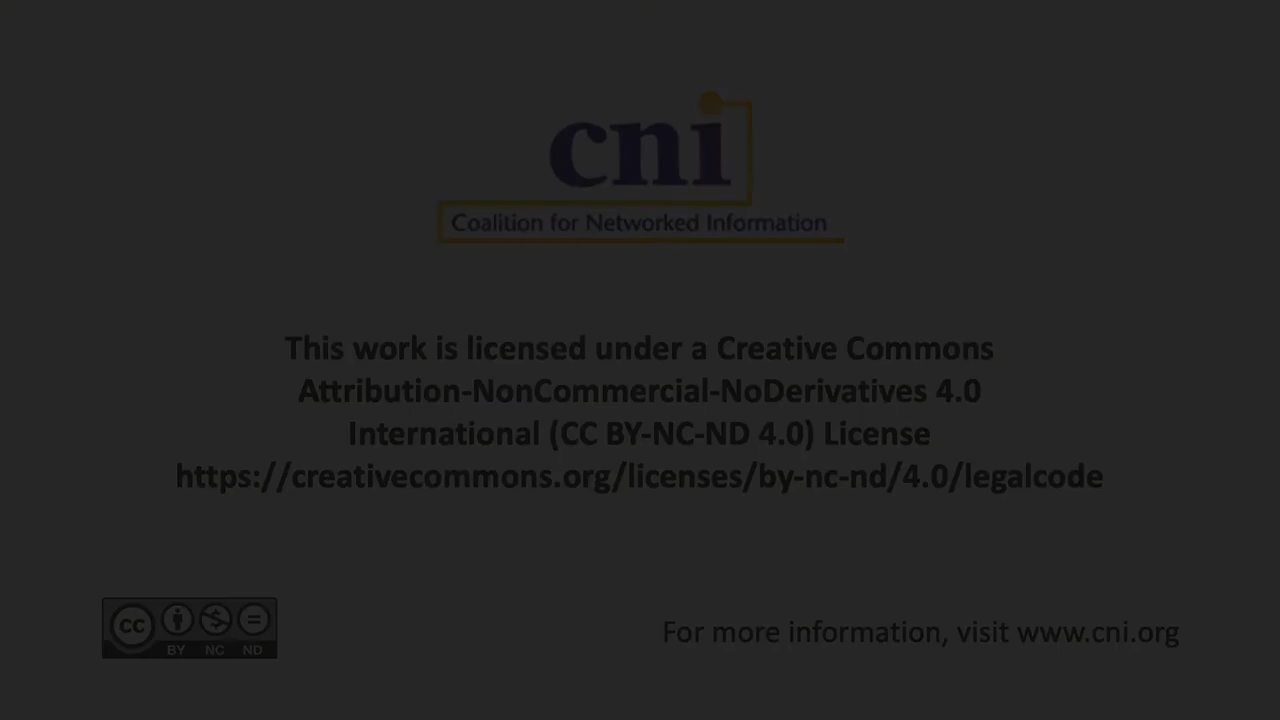 cni
Coalition for Networked Information
This work is licensed under a Creative Commons
Attribution-NonCommercial-NoDerivatives 4.0
International (CC BY-NC-ND 4.0) License
https://creativecommons.org/licenses/by-nc-nd/4.0/legalcode
cc BY NC ND
For more information, visit www.cni.org